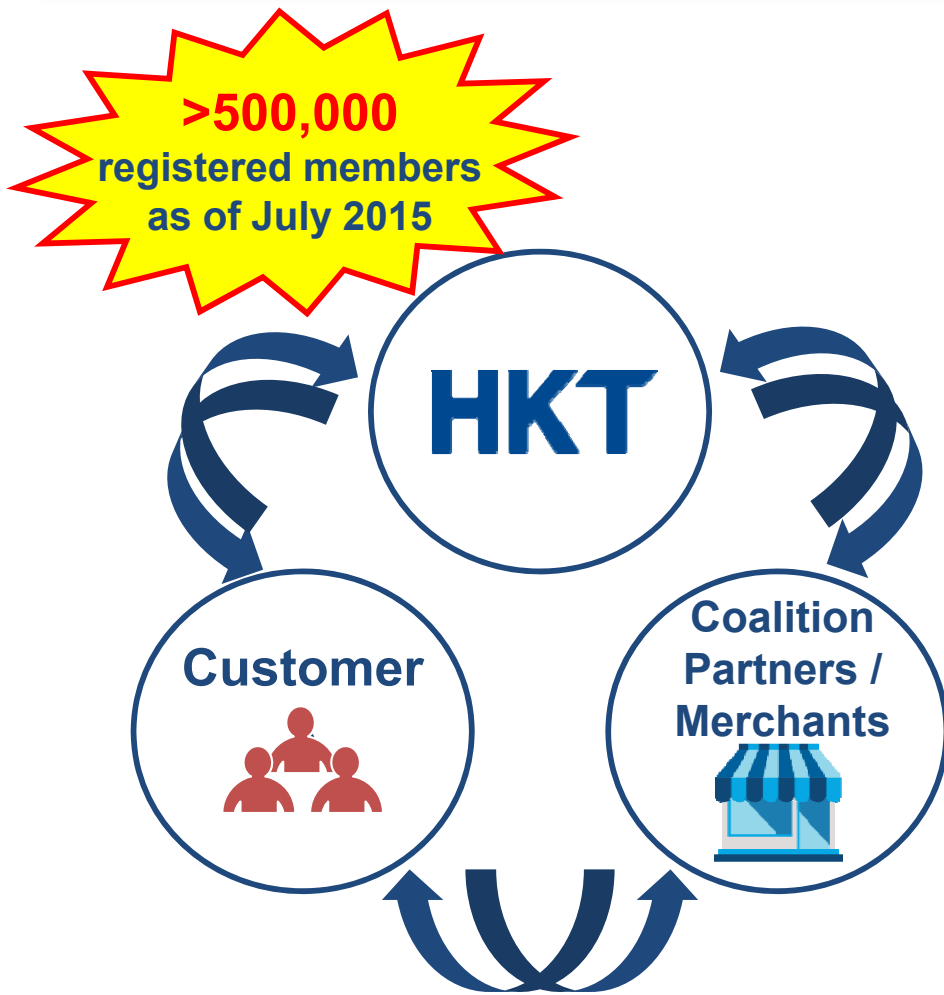 >500,000
registered members
as of July 2015
HKT
Customer
Coalition
Partners /
Merchants